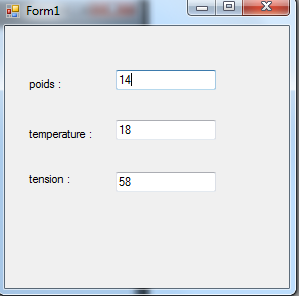 Form1
poids : 14
temperature : 18
tension : 58